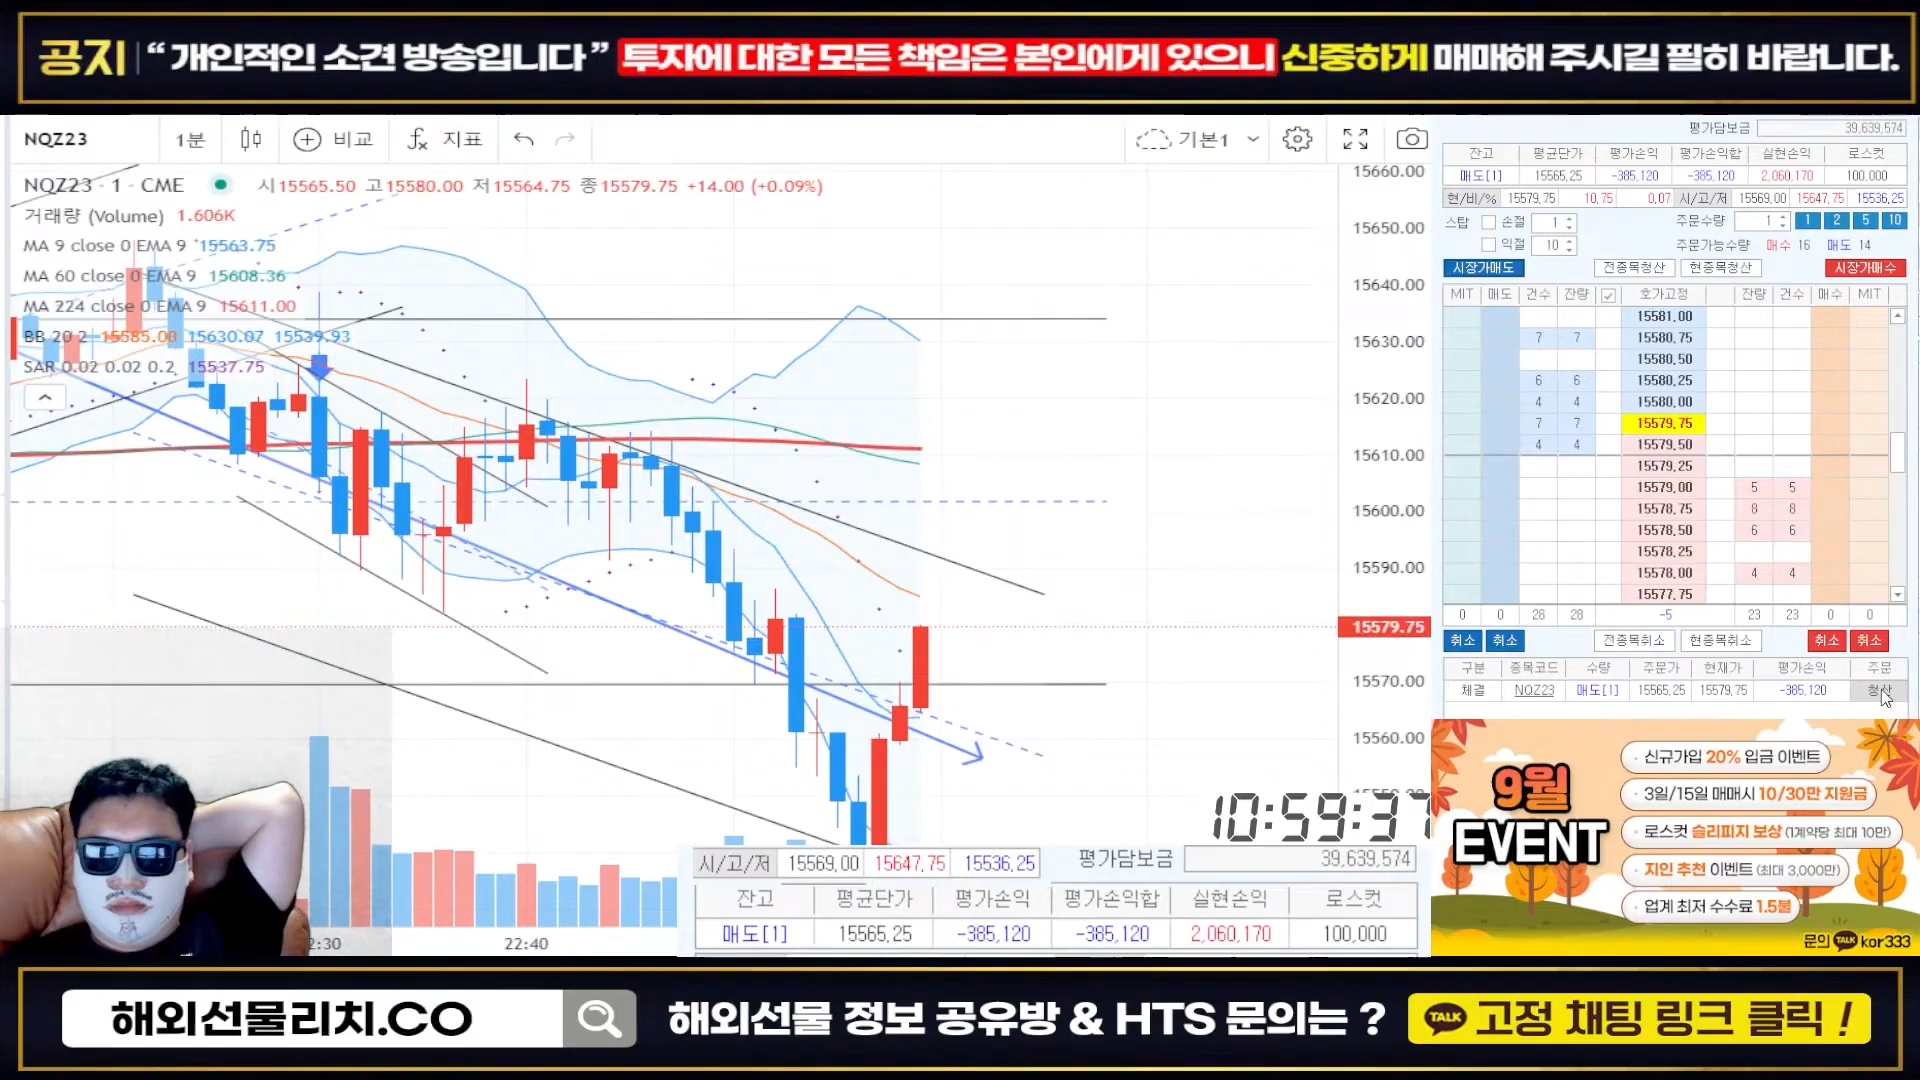 공지 “개인적인 소견 방송입니다” 투자에 대한 모든 책임은 본인에게 있으니 신중하게 매매해 주시길 필히 바랍니다.
NQZ23 1분 비교 지표 기본1
NQZ23 · 1 · CME 시15565.50 고15580.00 저15564.75 종15579.75 +14.00 (+0.09%)
거래량 (Volume) 1.606K
MA 9 close 0 EMA 9 15563.75
MA 60 close 0 EMA 9 15608.36
MA 224 close 0 EMA 9 15611.00
BB 20 2 15585.00 15630.07 15539.93
SAR 0.02 0.02 0.2 15537.75
15660.00
15650.00
15640.00
15630.00
15620.00
15610.00
15600.00
15590.00
15579.75
15570.00
15560.00
10:59:37
2:30 22:40
시/고/저 15569.00 15647.75 15536.25 평가담보금 39,639,574
잔고 평균단가 평가손익 평가손익합 실현손익 로스컷
매도[1] 15565.25 -385,120 -385,120 2,060,170 100,000
평가담보금 39,639,574
잔고 평균단가 평가손익 평가손익합 실현손익 로스컷
매도[1] 15565.25 -385,120 -385,120 2,060,170 100,000
현/비/% 15579.75 10.75 0.07 시/고/저 15569.00 15647.75 15536.25
스탑 손절 1 주문수량 1 1 2 5 10
익절 10 주문가능수량 매수 16 매도 14
시장가매도 전종목청산 현종목청산 시장가매수
MIT 매도 건수 잔량 호가고정 잔량 건수 매수 MIT
15581.00
7 7 15580.75
15580.50
6 6 15580.25
4 4 15580.00
7 7 15579.75
4 4 15579.50
15579.25
15579.00 5 5
15578.75 8 8
15578.50 6 6
15578.25
15578.00 4 4
15577.75
0 0 28 28 -5 23 23 0 0
취소 취소 전종목취소 현종목취소 취소 취소
구분 종목코드 수량 주문가 현재가 평가손익 주문
체결 NQZ23 매도[1] 15565.25 15579.75 -385,120 청산
9월 EVENT
· 신규가입 20% 입금 이벤트
· 3일/15일 매매시 10/30만 지원금
· 로스컷 슬리피지 보상 (1계약당 최대 10만)
· 지인 추천 이벤트 (최대 3,000만)
· 업계 최저 수수료 1.5불
문의 TALK kor333
해외선물리치.CO 해외선물 정보 공유방 & HTS 문의는 ? TALK 고정 채팅 링크 클릭 !